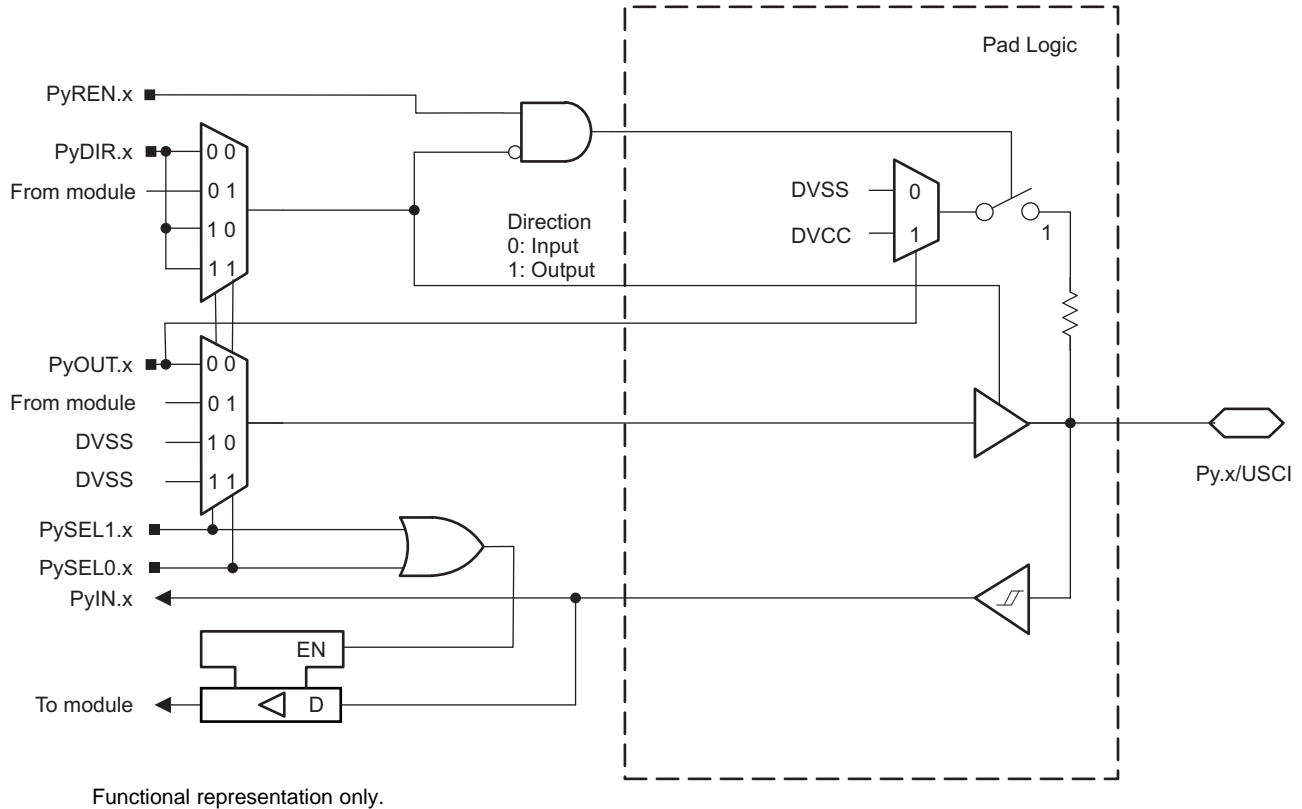 Pad Logic
PyREN.x
PyDIR.x
0 0
From module
0 1
1 0
1 1
Direction
0: Input
1: Output
DVSS
0
DVCC
1
1
PyOUT.x
0 0
From module
0 1
DVSS
1 0
DVSS
1 1
Py.x/USCI
PySEL1.x
PySEL0.x
PyIN.x
EN
To module
D
Functional representation only.